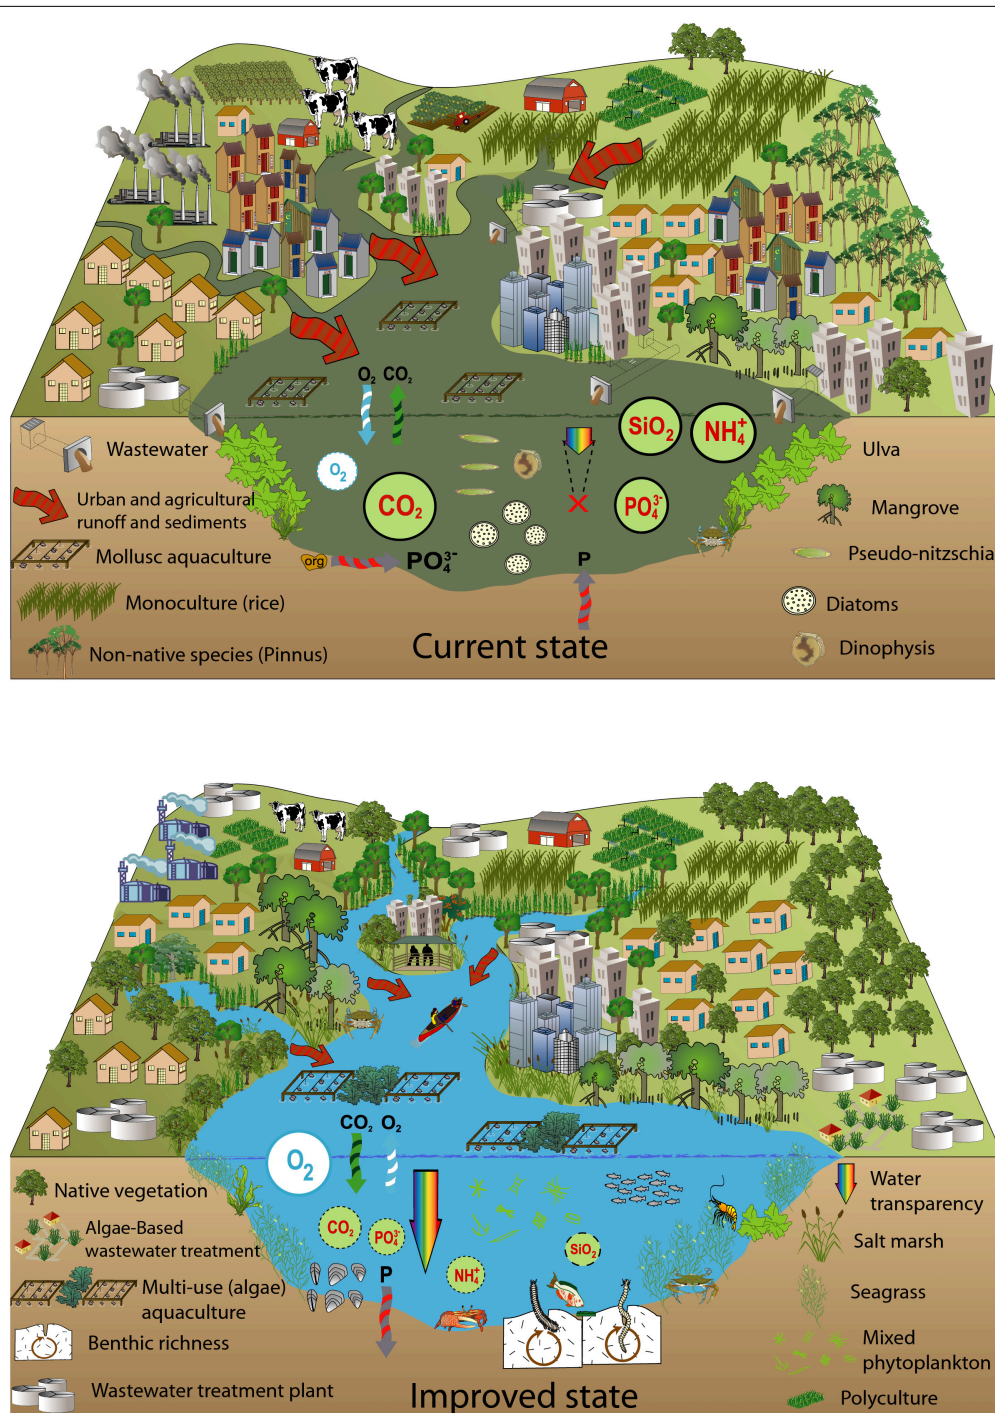 O₂ CO₂
SiO₂
NH₄⁺
Wastewater
Ulva
O₂
CO₂
PO₄³⁻
Urban and agricultural
runoff and sediments
Mangrove
Mollusc aquaculture
org
PO₄³⁻
P
Pseudo-nitzschia
Monoculture (rice)
Diatoms
Non-native species (Pinnus)
Current state
Dinophysis
CO₂ O₂
O₂
Native vegetation
Water
transparency
CO₂
PO₄³⁻
Algae-Based
wastewater treatment
SiO₂
Salt marsh
P
NH₄⁺
Multi-use (algae)
aquaculture
Seagrass
Benthic richness
Mixed
phytoplankton
Wastewater treatment plant
Improved state
Polyculture